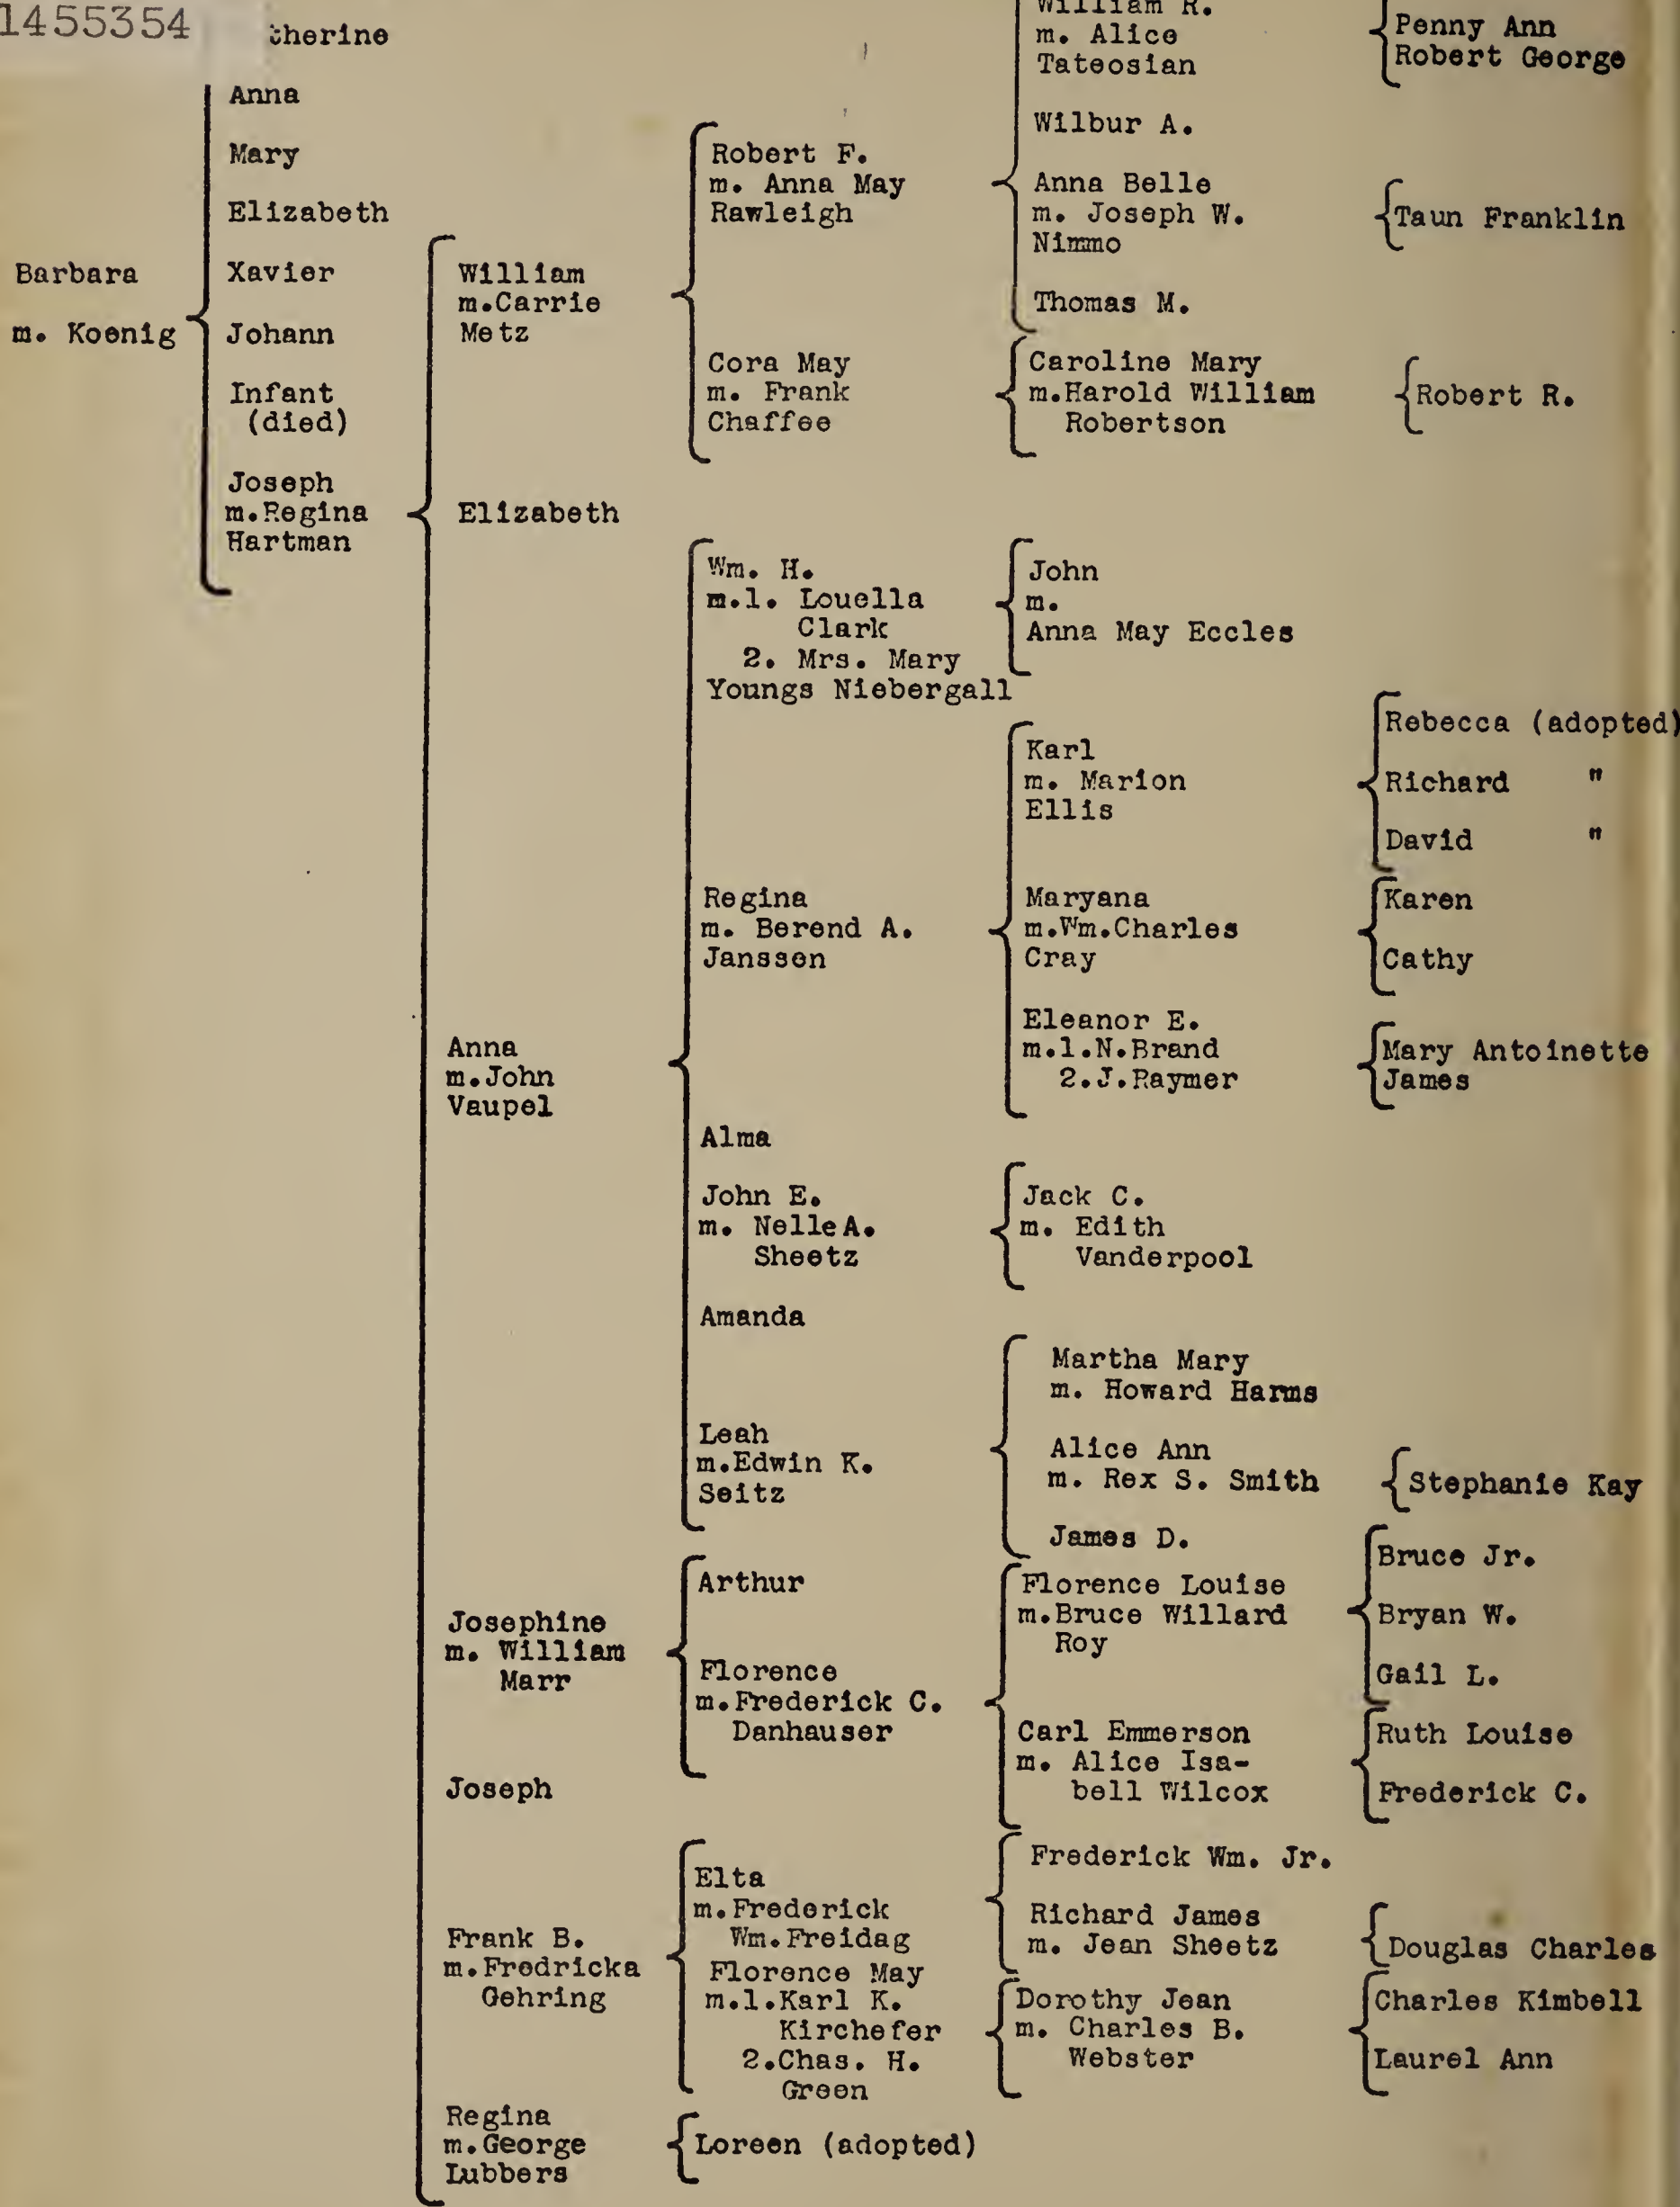 1455354
therine
Anna
Mary
Elizabeth
Barbara
m. Koenig
Xavier
Johann
Infant
(died)
Joseph
m.Regina
Hartman
William
m.Carrie
Metz
Elizabeth
Anna
m.John
Vaupel
Josephine
m. William
Marr
Joseph
Frank B.
m.Fredricka
Gehring
Regina
m.George
Lubbers
Robert F.
m. Anna May
Rawleigh
Cora May
m. Frank
Chaffee
Wm. H.
m.1. Louella
Clark
2. Mrs. Mary
Youngs Niebergall
Regina
m. Berend A.
Janssen
Alma
John E.
m. Nelle A.
Sheetz
Amanda
Leah
m.Edwin K.
Seitz
Arthur
Florence
m.Frederick C.
Danhauser
Elta
m.Frederick
Wm.Freidag
Florence May
m.1.Karl K.
Kirchefer
2.Chas. H.
Green
Loreen (adopted)
William R.
m. Alice
Tateosian
Wilbur A.
Anna Belle
m. Joseph W.
Nimmo
Thomas M.
Caroline Mary
m.Harold William
Robertson
John
m.
Anna May Eccles
Karl
m. Marion
Ellis
Maryana
m.Wm.Charles
Cray
Eleanor E.
m.1.N.Brand
2.J.Raymer
Jack C.
m. Edith
Vanderpool
Martha Mary
m. Howard Harms
Alice Ann
m. Rex S. Smith
James D.
Florence Louise
m.Bruce Willard
Roy
Carl Emmerson
m. Alice Isa-
bell Wilcox
Frederick Wm. Jr.
Richard James
m. Jean Sheetz
Dorothy Jean
m. Charles B.
Webster
Penny Ann
Robert George
Taun Franklin
Robert R.
Rebecca (adopted)
Richard "
David "
Karen
Cathy
Mary Antoinette
James
Stephanie Kay
Bruce Jr.
Bryan W.
Gail L.
Ruth Louise
Frederick C.
Douglas Charles
Charles Kimbell
Laurel Ann